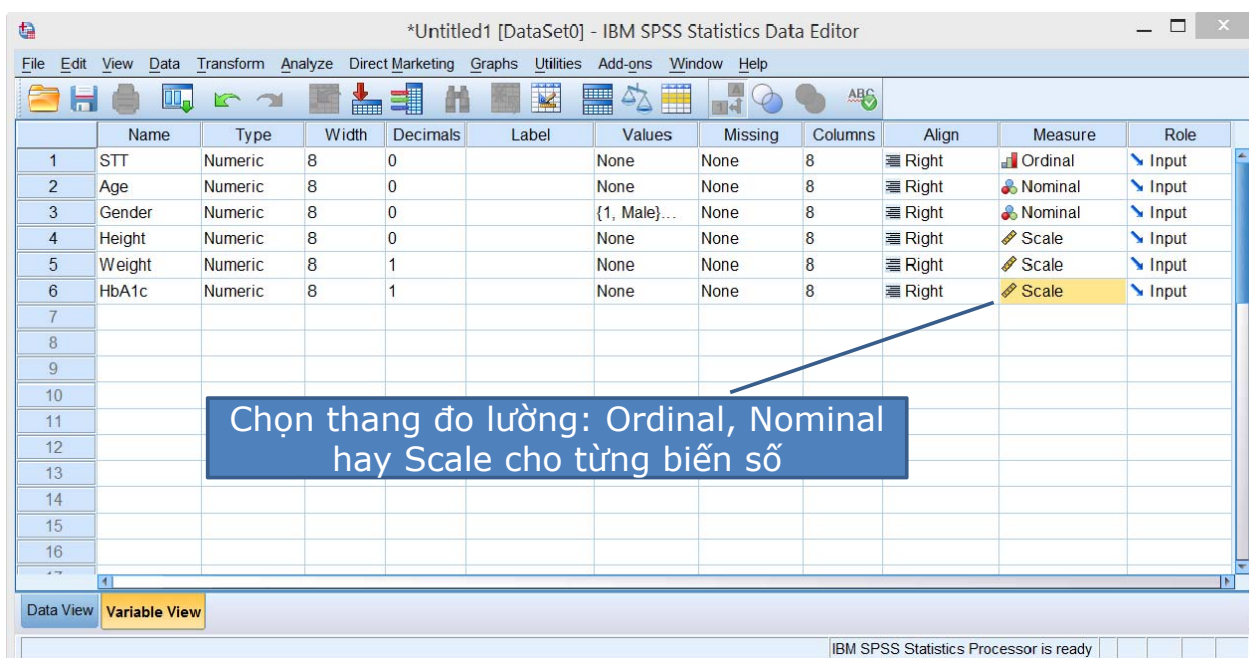 *Untitled1 [DataSet0] - IBM SPSS Statistics Data Editor
File Edit View Data Transform Analyze Direct Marketing Graphs Utilities Add-ons Window Help
Name Type Width Decimals Label Values Missing Columns Align Measure Role
1 STT Numeric 8 0 None None 8 Right Ordinal Input
2 Age Numeric 8 0 None None 8 Right Nominal Input
3 Gender Numeric 8 0 {1, Male}... None 8 Right Nominal Input
4 Height Numeric 8 0 None None 8 Right Scale Input
5 Weight Numeric 8 1 None None 8 Right Scale Input
6 HbA1c Numeric 8 1 None None 8 Right Scale Input
7
8
9
10
11
Chọn thang đo lường: Ordinal, Nominal
12
hay Scale cho từng biến số
13
14
15
16
Data View Variable View
IBM SPSS Statistics Processor is ready